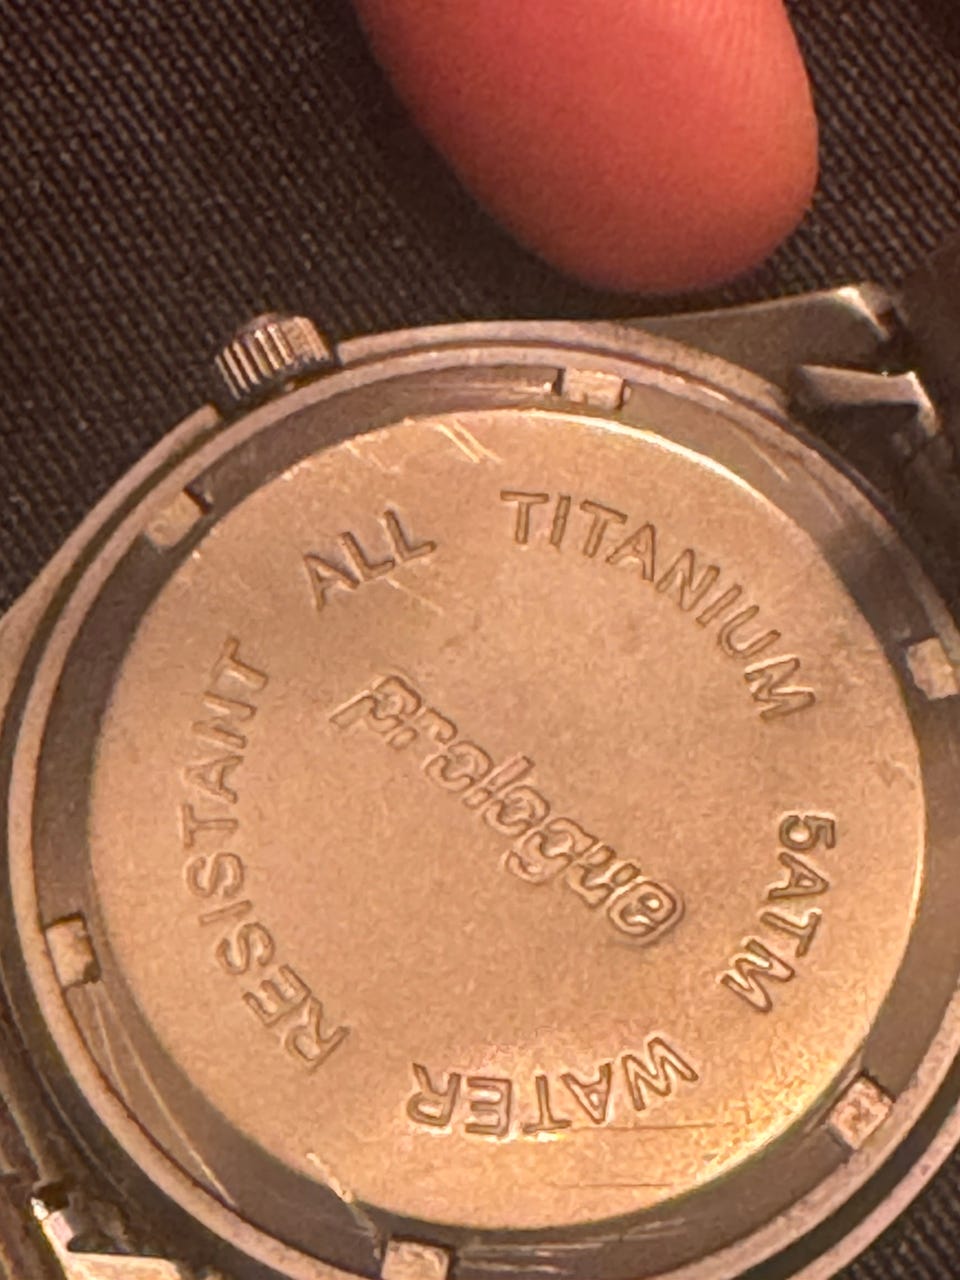 ALL TITANIUM 5ATM WATER RESISTANT
prologue